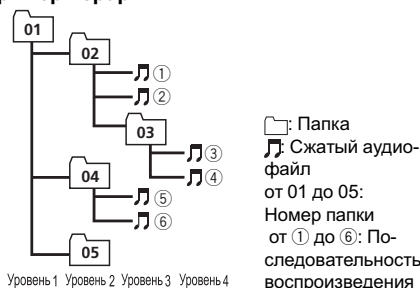 01
02
♫①
♫②
03
♫③
♫④
04
♫⑤
♫⑥
05
Уровень 1 Уровень 2 Уровень 3 Уровень 4
: Папка
♫: Сжатый аудио-
файл
от 01 до 05:
Номер папки
от ① до ⑥: По-
следовательность
воспроизведения